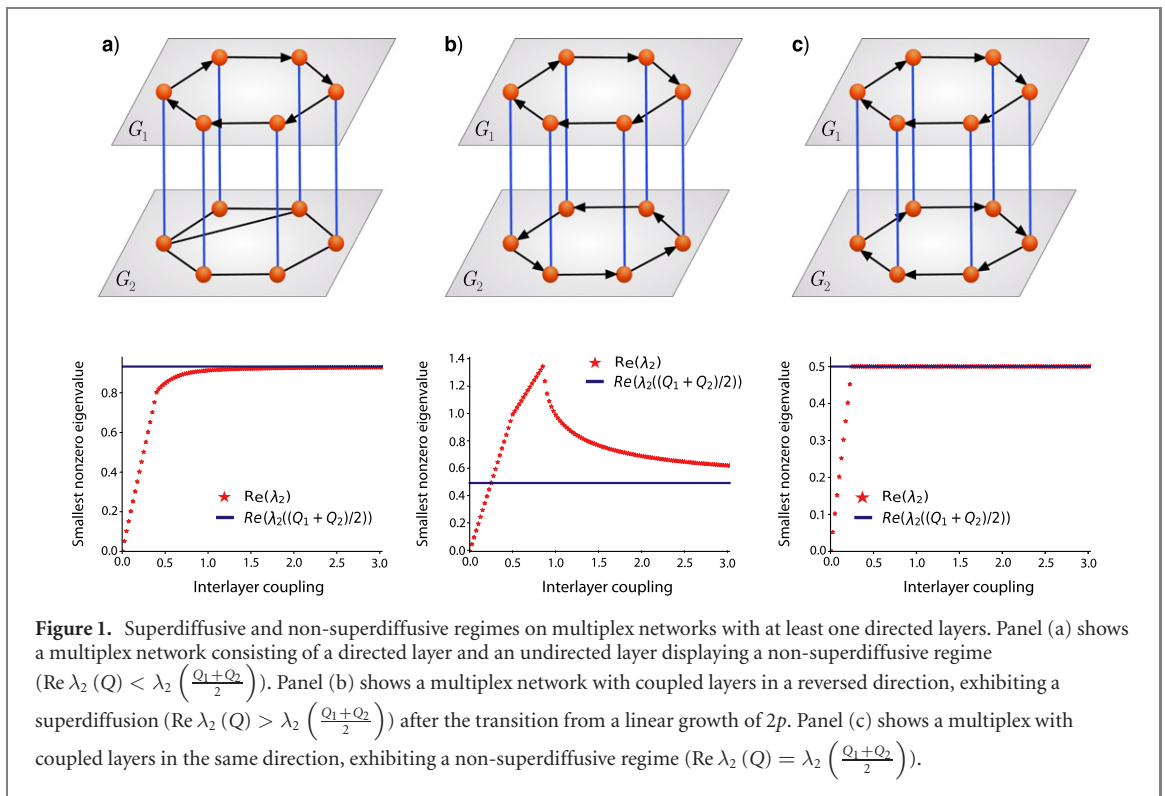 a)
b)
c)
G₁
G₁
G₁
G₂
G₂
G₂
Smallest nonzero eigenvalue
0.8
0.6
0.4
0.2
0.0
0.0 0.5 1.0 1.5 2.0 2.5 3.0
Interlayer coupling
Re(λ₂)
Re(λ₂((Q₁ + Q₂)/2))
Smallest nonzero eigenvalue
1.4
1.2
1.0
0.8
0.6
0.4
0.2
0.0
0.0 0.5 1.0 1.5 2.0 2.5 3.0
Interlayer coupling
Re(λ₂)
Re(λ₂((Q₁ + Q₂)/2))
Smallest nonzero eigenvalue
0.5
0.4
0.3
0.2
0.1
0.0
0.0 0.5 1.0 1.5 2.0 2.5 3.0
Interlayer coupling
Re(λ₂)
Re(λ₂((Q₁ + Q₂)/2))
Figure 1. Superdiffusive and non-superdiffusive regimes on multiplex networks with at least one directed layers. Panel (a) shows
a multiplex network consisting of a directed layer and an undirected layer displaying a non-superdiffusive regime
(Re λ₂ (Q) < λ₂ (Q₁+Q₂/2)). Panel (b) shows a multiplex network with coupled layers in a reversed direction, exhibiting a
superdiffusion (Re λ₂ (Q) > λ₂ (Q₁+Q₂/2)) after the transition from a linear growth of 2p. Panel (c) shows a multiplex with
coupled layers in the same direction, exhibiting a non-superdiffusive regime (Re λ₂ (Q) = λ₂ (Q₁+Q₂/2)).